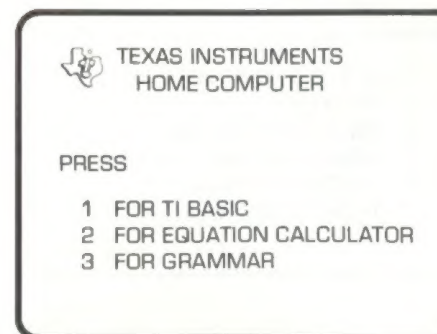 TEXAS INSTRUMENTS
HOME COMPUTER
PRESS
1 FOR TI BASIC
2 FOR EQUATION CALCULATOR
3 FOR GRAMMAR